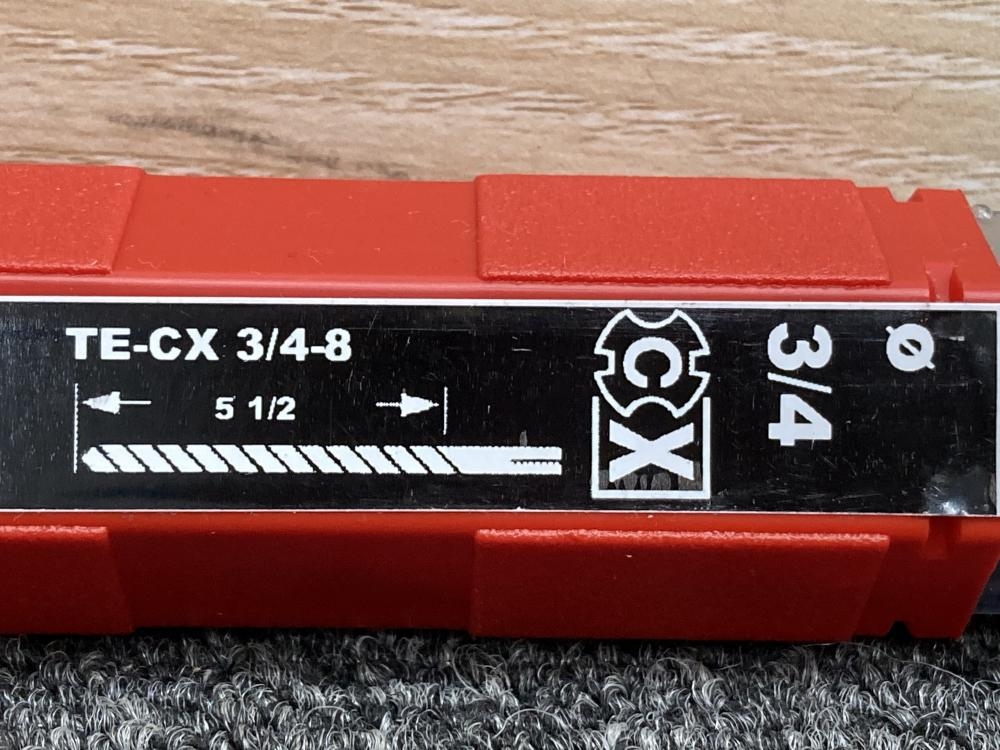 TE-CX 3/4-8
5 1/2
CX
3/4
Ø